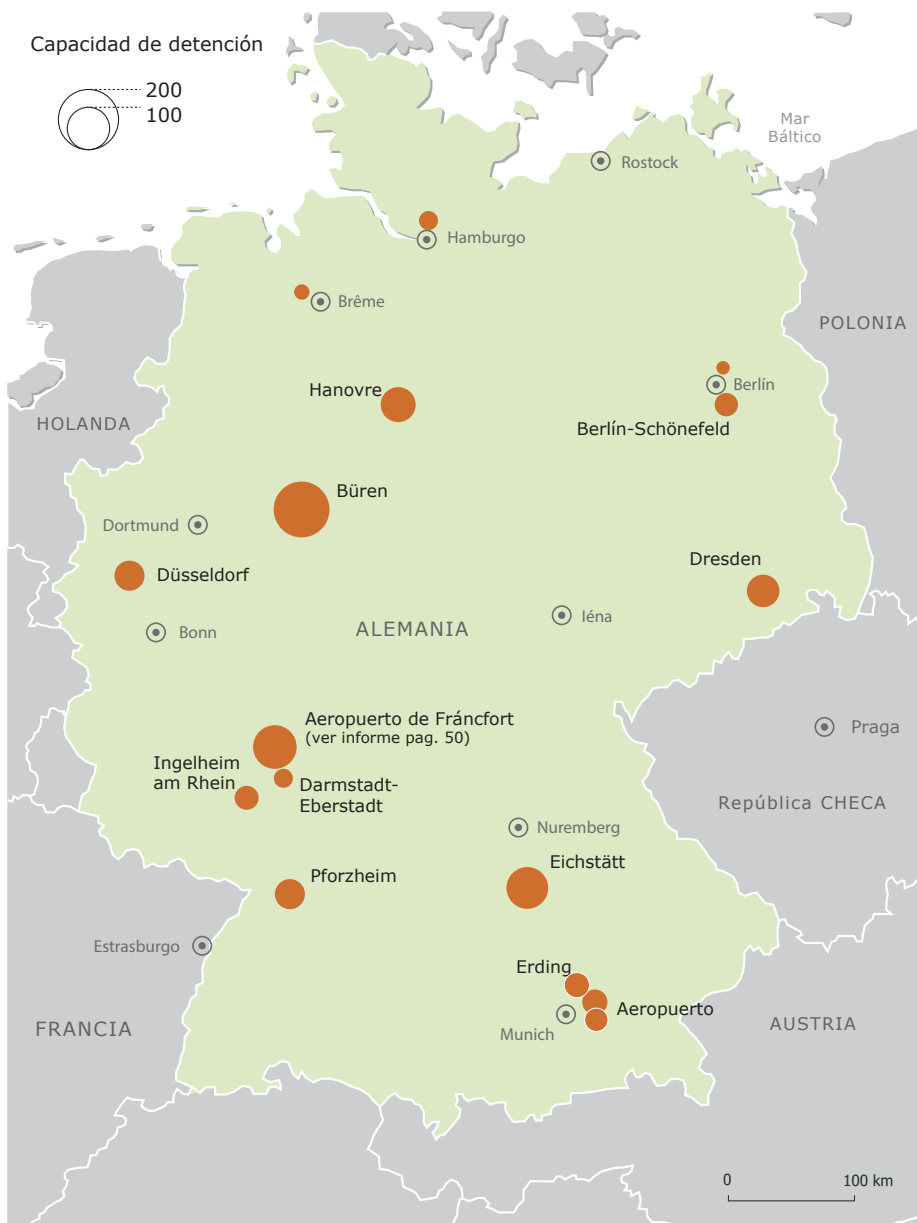 Capacidad de detención
200
100
Mar
Báltico
Rostock
Hamburgo
Brême
POLONIA
Hanovre
Berlín
HOLANDA
Berlín-Schönefeld
Büren
Dortmund
Dresden
Düsseldorf
Iéna
ALEMANIA
Bonn
Aeropuerto de Fráncfort
(ver informe pag. 50)
Praga
Ingelheim
am Rhein
Darmstadt-
Eberstadt
República CHECA
Nuremberg
Eichstätt
Pforzheim
Estrasburgo
Erding
Aeropuerto
FRANCIA
Munich
AUSTRIA
0
100 km